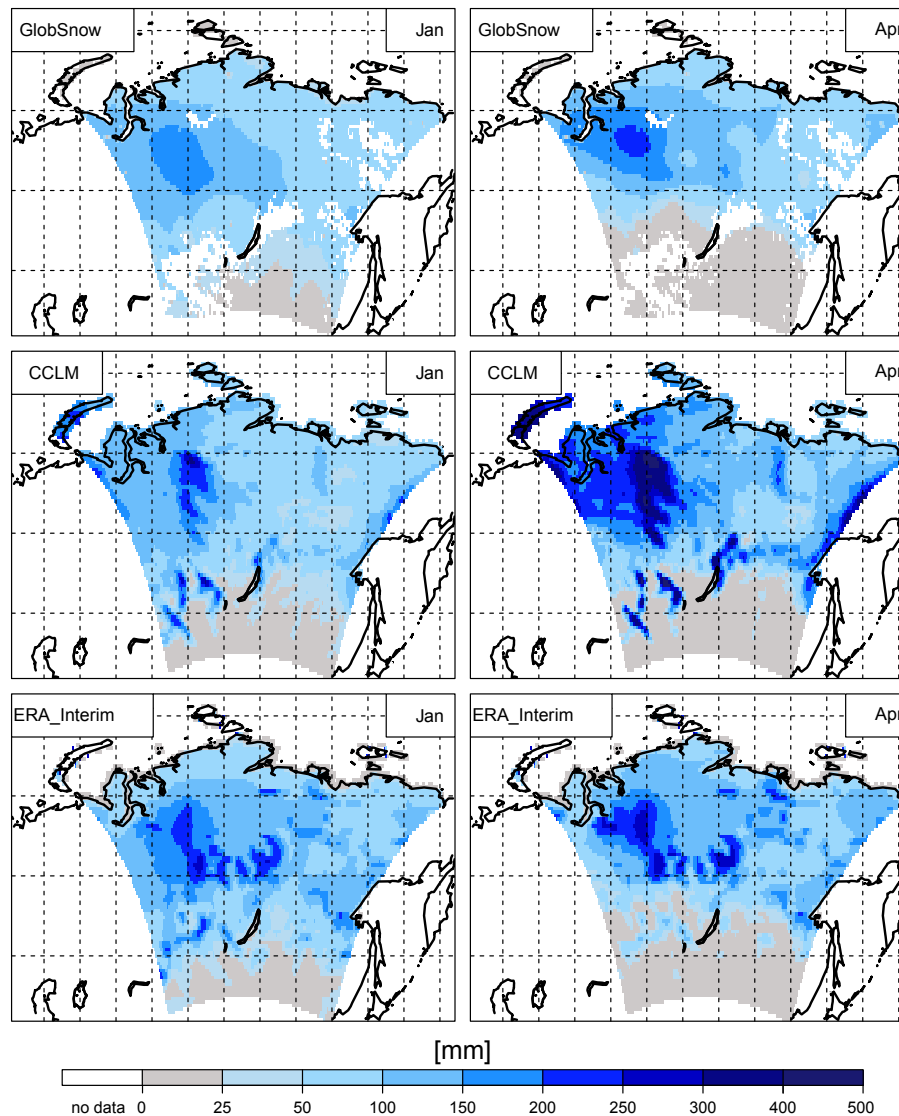 GlobSnow Jan
GlobSnow Apr
CCLM Jan
CCLM Apr
ERA_Interim Jan
ERA_Interim Apr
[mm]
no data 0 25 50 100 150 200 250 300 400 500